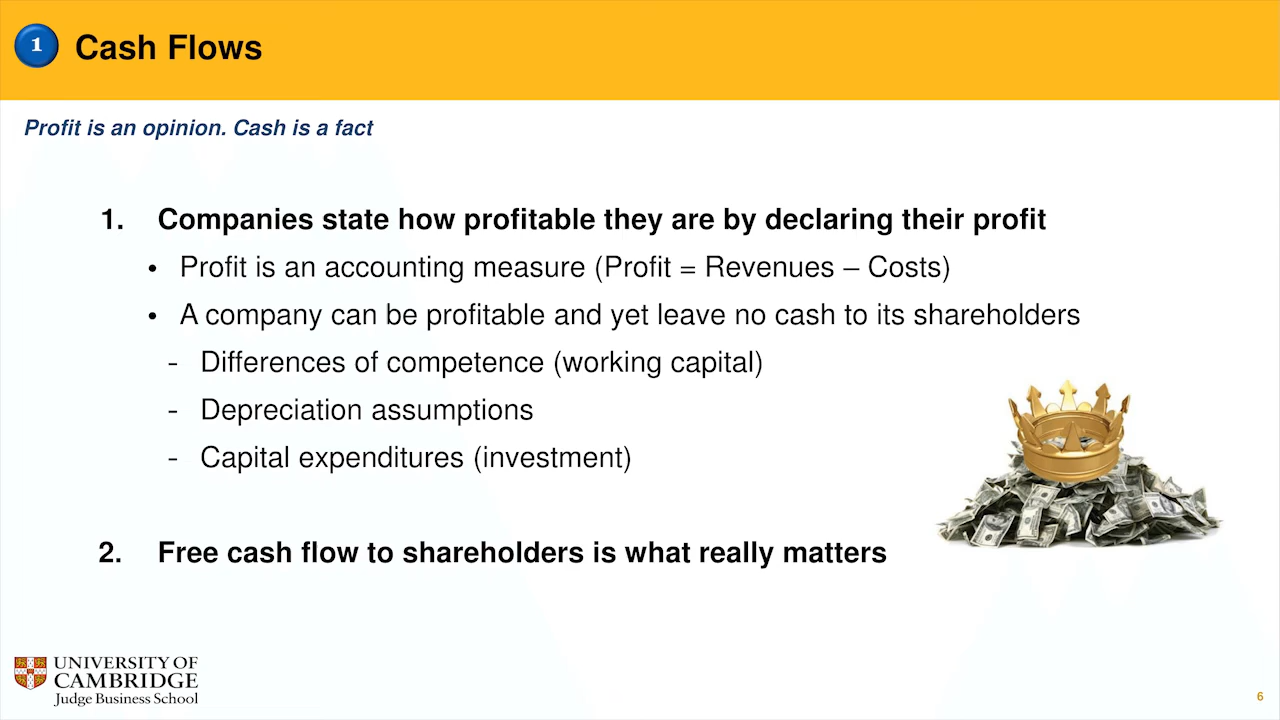 1 Cash Flows
Profit is an opinion. Cash is a fact
1. Companies state how profitable they are by declaring their profit
• Profit is an accounting measure (Profit = Revenues – Costs)
• A company can be profitable and yet leave no cash to its shareholders
- Differences of competence (working capital)
- Depreciation assumptions
- Capital expenditures (investment)
2. Free cash flow to shareholders is what really matters
UNIVERSITY OF
CAMBRIDGE
Judge Business School
6